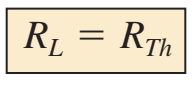 R_L = R_Th